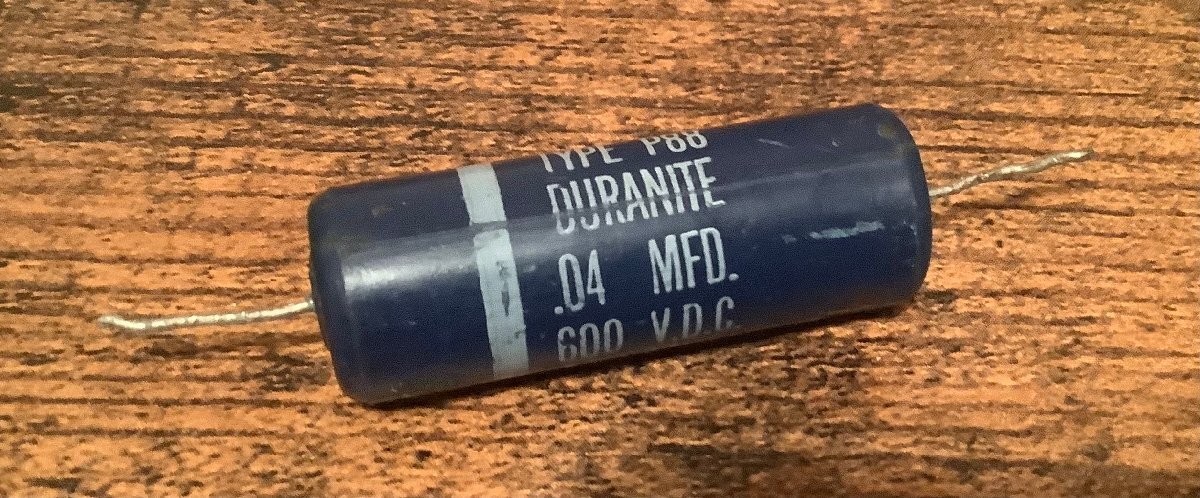 TYPE P88
DURANITE
.04 MFD.
600 V.D.C.